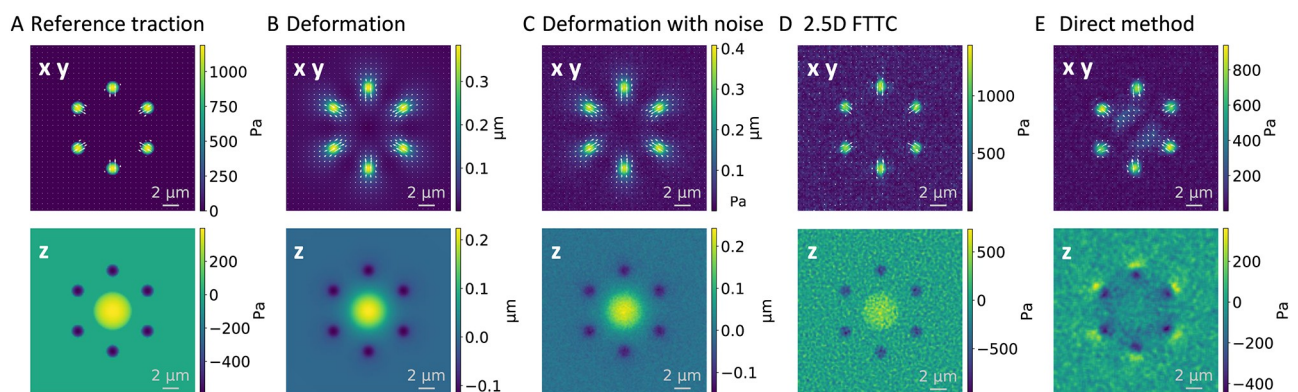 A Reference traction
B Deformation
C Deformation with noise
D 2.5D FTTC
E Direct method
x y
2 μm
1000
750
500
250
0
Pa
x y
2 μm
0.3
0.2
0.1
μm
x y
2 μm
0.4
0.3
0.2
0.1
μm
Pa
x y
2 μm
1000
500
Pa
x y
2 μm
800
600
400
200
Pa
z
2 μm
200
0
−200
−400
Pa
z
2 μm
0.2
0.1
0.0
−0.1
μm
z
2 μm
0.2
0.1
0.0
−0.1
μm
z
2 μm
500
0
−500
Pa
z
2 μm
200
0
−200
−400
Pa